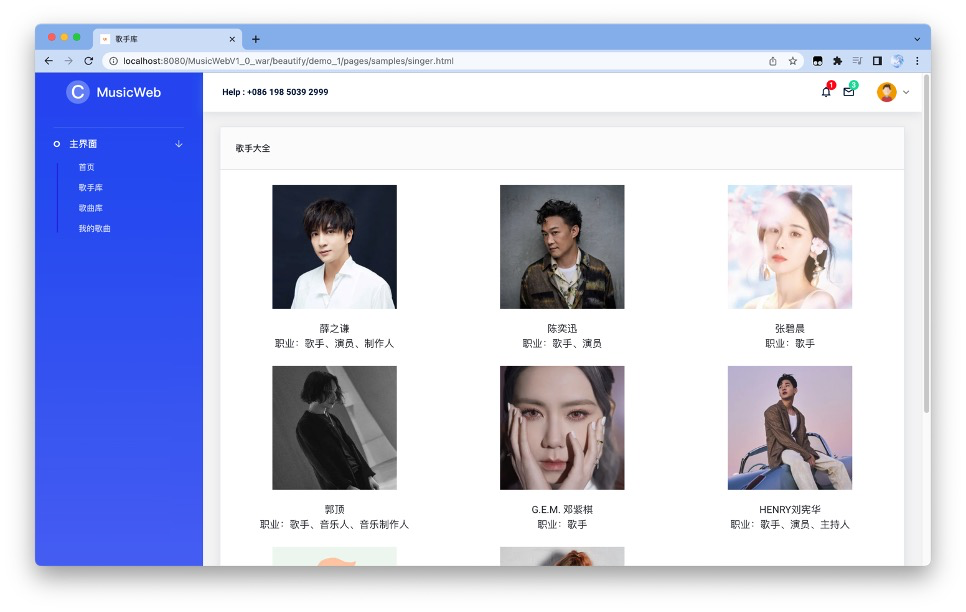 歌手库
localhost:8080/MusicWebV1_0_war/beautify/demo_1/pages/samples/singer.html
C MusicWeb
Help : +086 198 5039 2999
1
3
主界面
首页
歌手库
歌曲库
我的歌曲
歌手大全
薛之谦
职业：歌手、演员、制作人
陈奕迅
职业：歌手、演员
张碧晨
职业：歌手
郭顶
职业：歌手、音乐人、音乐制作人
G.E.M. 邓紫棋
职业：歌手
HENRY刘宪华
职业：歌手、演员、主持人